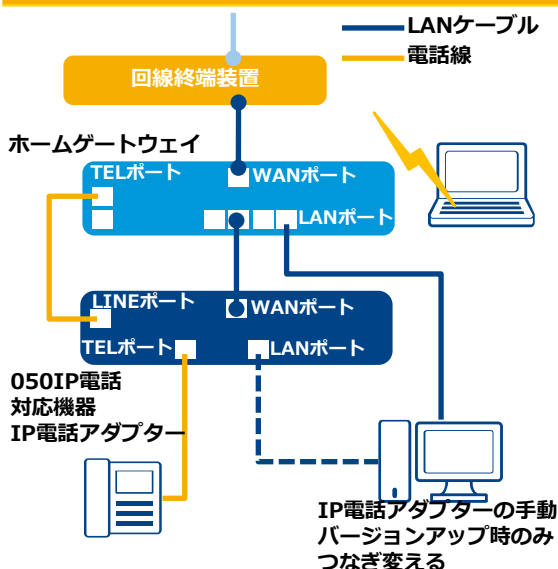 LANケーブル
電話線
回線終端装置
ホームゲートウェイ
TELポート
WANポート
LANポート
LINEポート
WANポート
TELポート
LANポート
050IP電話
対応機器
IP電話アダプター
IP電話アダプターの手動
バージョンアップ時のみ
つなぎ変える